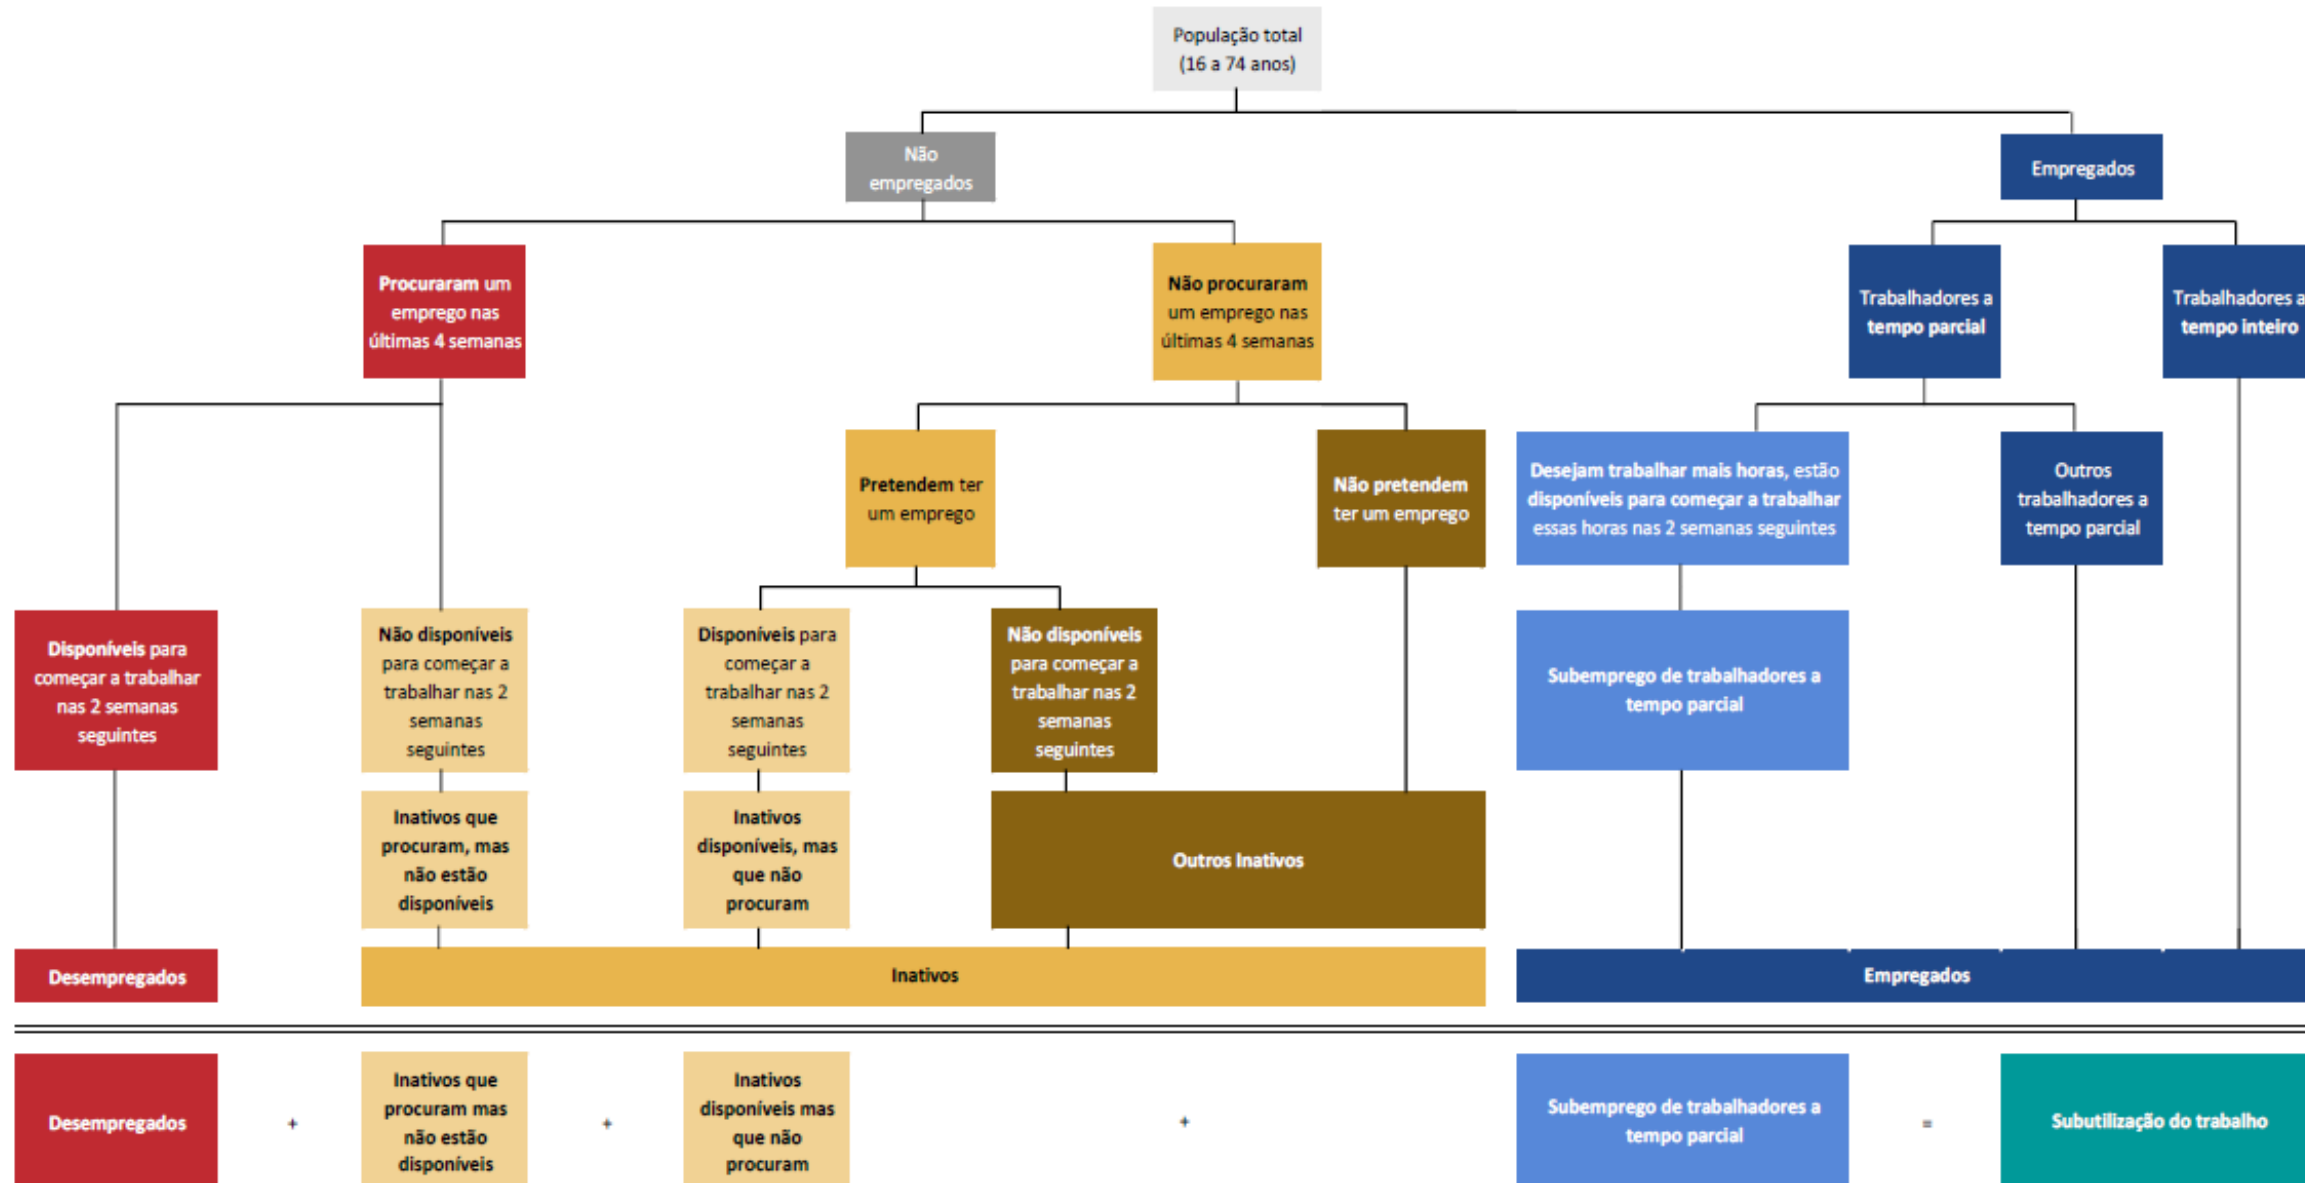 População total
(16 a 74 anos)
Não
empregados
Empregados
Procuraram um
emprego nas
últimas 4 semanas
Não procuraram
um emprego nas
últimas 4 semanas
Trabalhadores a
tempo parcial
Trabalhadores a
tempo inteiro
Pretendem ter
um emprego
Não pretendem
ter um emprego
Desejam trabalhar mais horas, estão
disponíveis para começar a trabalhar
essas horas nas 2 semanas seguintes
Outros
trabalhadores a
tempo parcial
Disponíveis para
começar a trabalhar
nas 2 semanas
seguintes
Não disponíveis
para começar a
trabalhar nas 2
semanas
seguintes
Disponíveis para
começar a
trabalhar nas 2
semanas
seguintes
Não disponíveis
para começar a
trabalhar nas 2
semanas
seguintes
Subemprego de trabalhadores a
tempo parcial
Inativos que
procuram, mas
não estão
disponíveis
Inativos
disponíveis, mas
que não
procuram
Outros Inativos
Desempregados
Inativos
Empregados
Desempregados
+
Inativos que
procuram mas
não estão
disponíveis
+
Inativos
disponíveis mas
que não
procuram
+
Subemprego de trabalhadores a
tempo parcial
=
Subutilização do trabalho